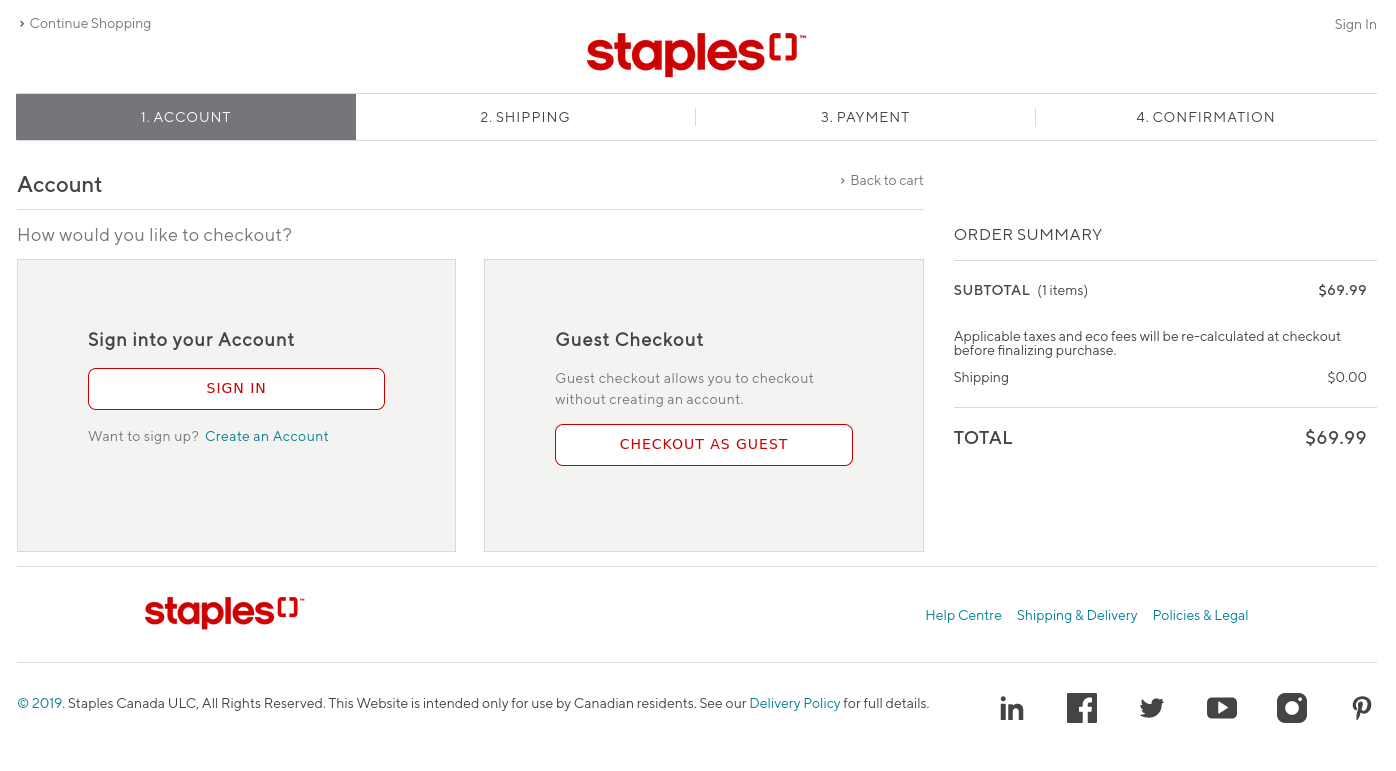 Continue Shopping
Sign In
staples™
1. ACCOUNT
2. SHIPPING
3. PAYMENT
4. CONFIRMATION
Account
Back to cart
How would you like to checkout?
Sign into your Account
SIGN IN
Want to sign up? Create an Account
Guest Checkout
Guest checkout allows you to checkout
without creating an account.
CHECKOUT AS GUEST
ORDER SUMMARY
SUBTOTAL (1 items) $69.99
Applicable taxes and eco fees will be re-calculated at checkout
before finalizing purchase.
Shipping $0.00
TOTAL $69.99
staples™
Help Centre Shipping & Delivery Policies & Legal
© 2019. Staples Canada ULC, All Rights Reserved. This Website is intended only for use by Canadian residents. See our Delivery Policy for full details.